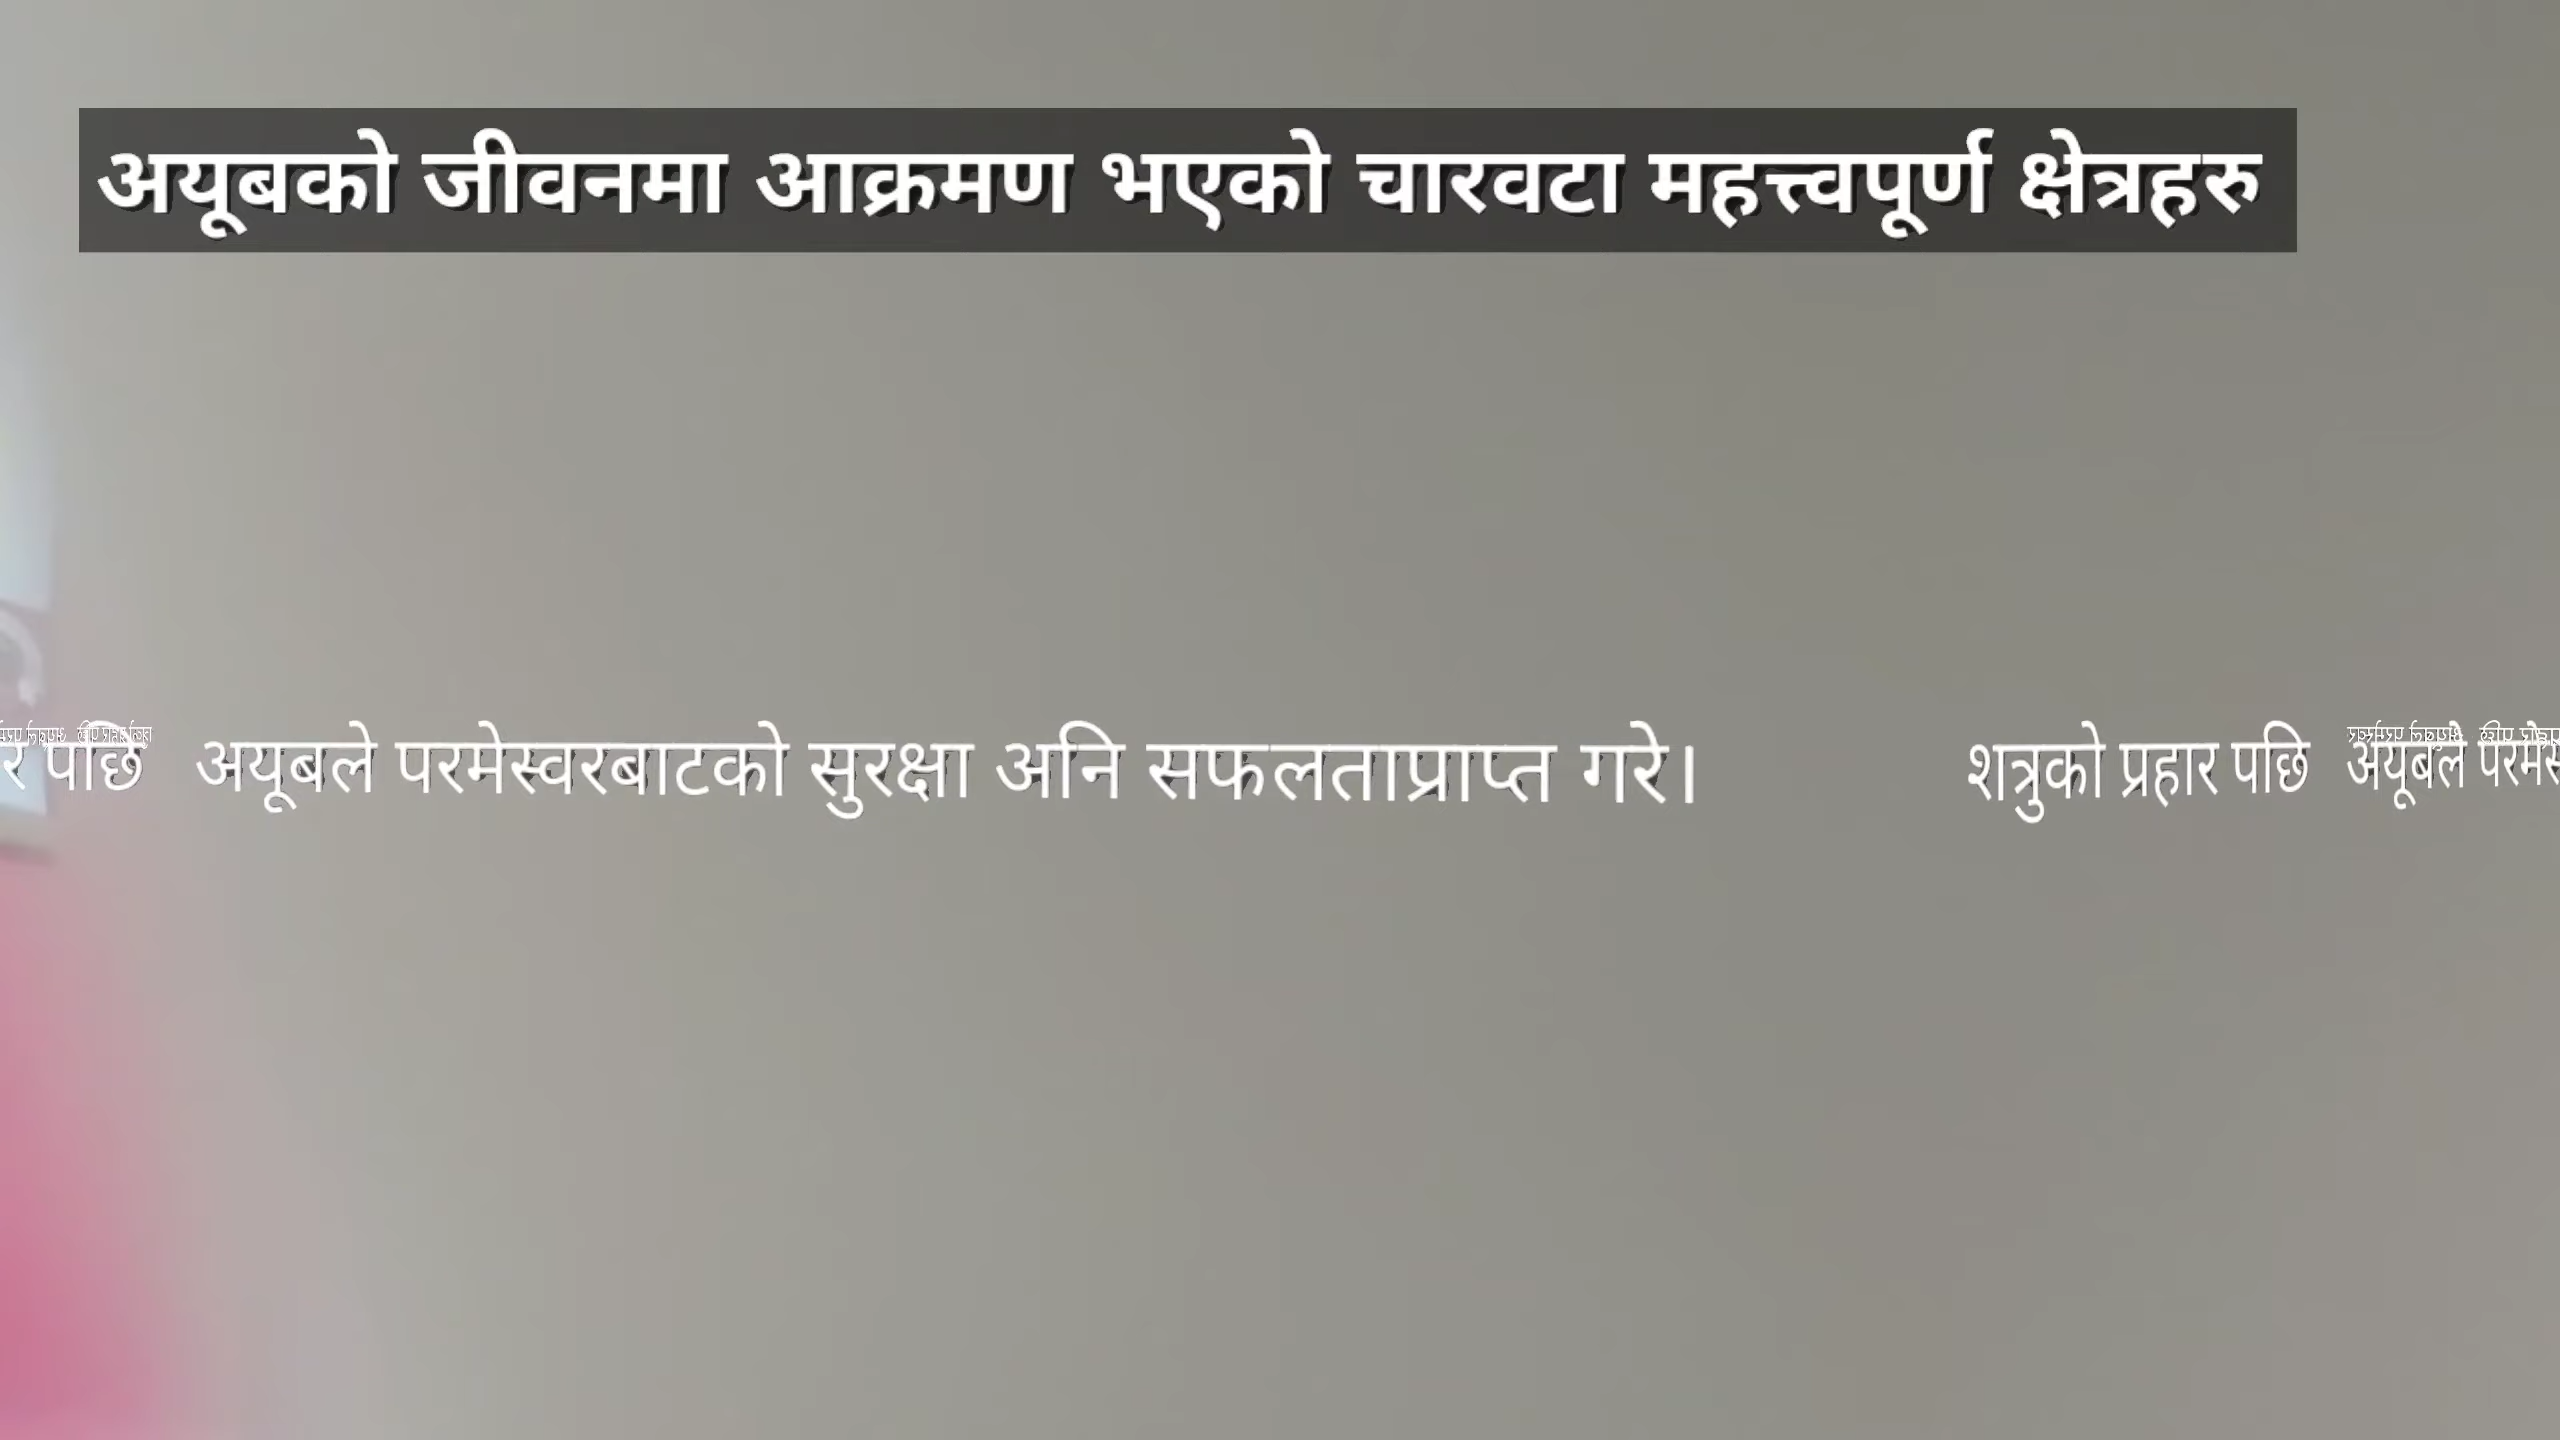 अयूबको जीवनमा आक्रमण भएको चारवटा महत्त्वपूर्ण क्षेत्रहरु
र पछि अयूबले परमेस्वरबाटको सुरक्षा अनि सफलताप्राप्त गरे। शत्रुको प्रहार पछि अयूबले